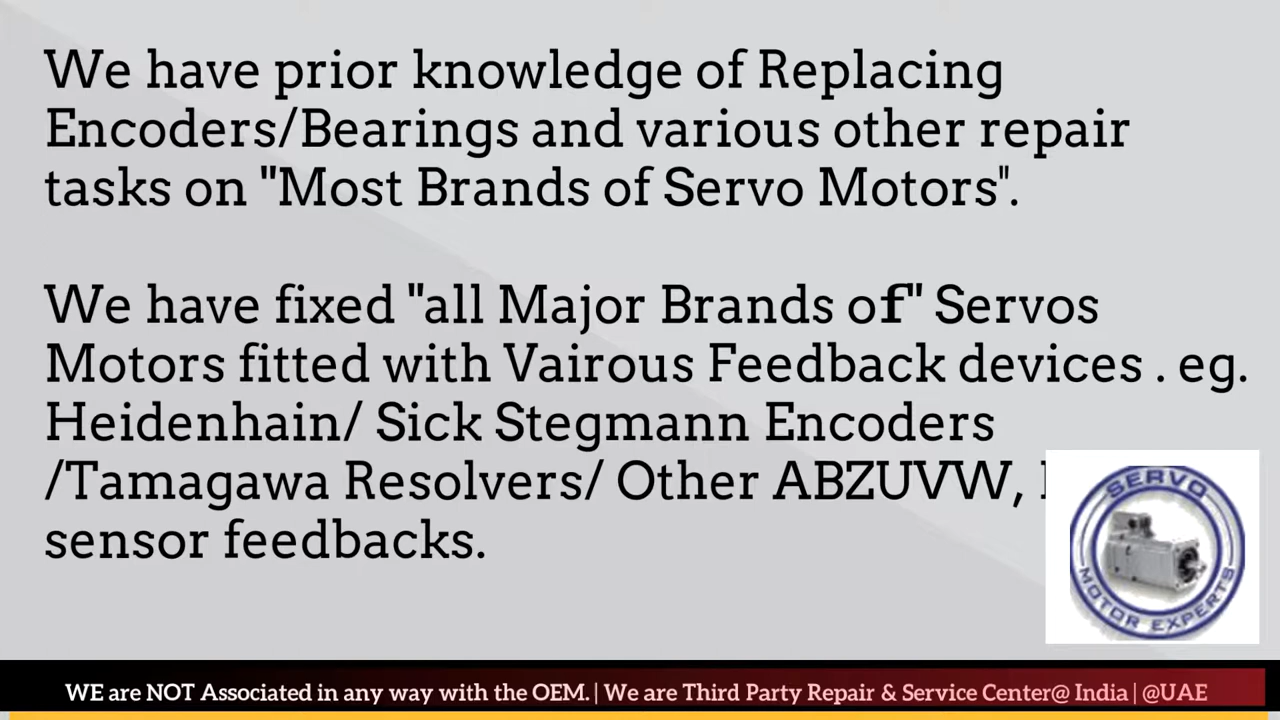 We have prior knowledge of Replacing
Encoders/Bearings and various other repair
tasks on "Most Brands of Servo Motors".
We have fixed "all Major Brands of" Servos
Motors fitted with Vairous Feedback devices . eg.
Heidenhain/ Sick Stegmann Encoders
/Tamagawa Resolvers/ Other ABZUVW,
sensor feedbacks.
SERVO
MOTOR EXPERTS
WE are NOT Associated in any way with the OEM. | We are Third Party Repair & Service Center@ India | @UAE